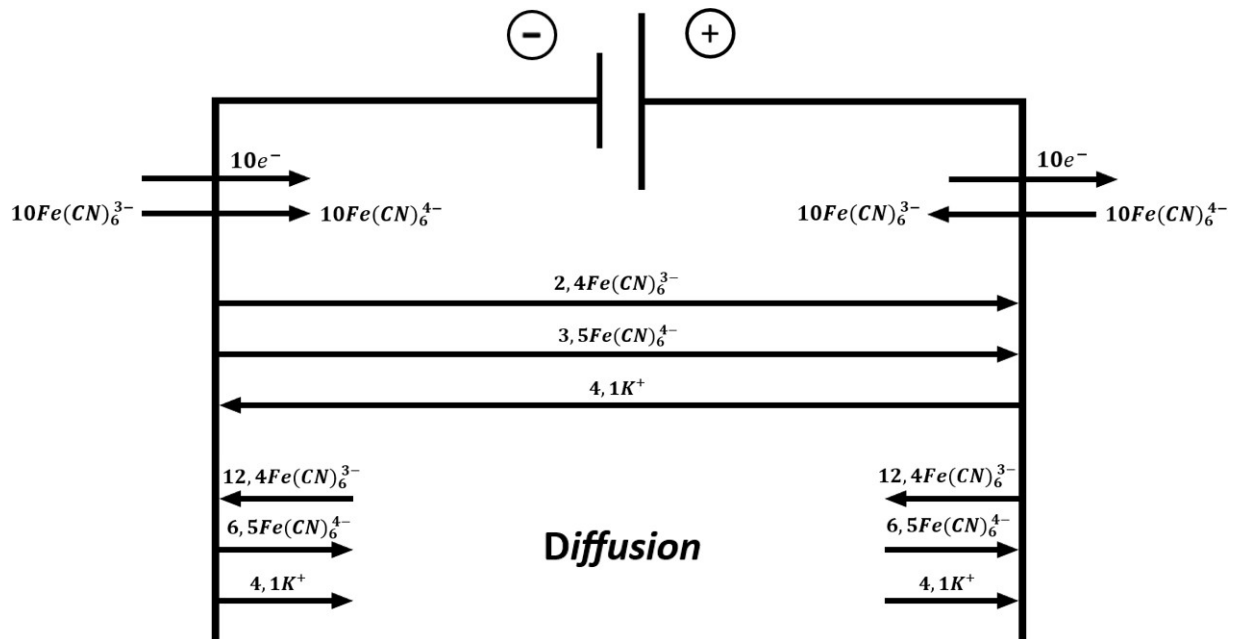 − +
10e⁻ 10e⁻
10Fe(CN)₆³⁻ 10Fe(CN)₆⁴⁻ 10Fe(CN)₆³⁻ 10Fe(CN)₆⁴⁻
2,4Fe(CN)₆³⁻
3,5Fe(CN)₆⁴⁻
4,1K⁺
12,4Fe(CN)₆³⁻ 12,4Fe(CN)₆³⁻
6,5Fe(CN)₆⁴⁻ Diffusion 6,5Fe(CN)₆⁴⁻
4,1K⁺ 4,1K⁺